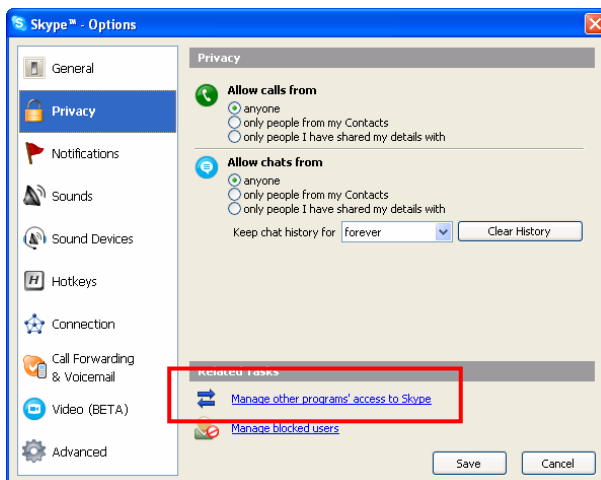 Skype™ - Options
General
Privacy
Notifications
Sounds
Sound Devices
Hotkeys
Connection
Call Forwarding
& Voicemail
Video (BETA)
Advanced
Privacy
Allow calls from
anyone
only people from my Contacts
only people I have shared my details with
Allow chats from
anyone
only people from my Contacts
only people I have shared my details with
Keep chat history for forever Clear History
Related Tasks
Manage other programs' access to Skype
Manage blocked users
Save Cancel